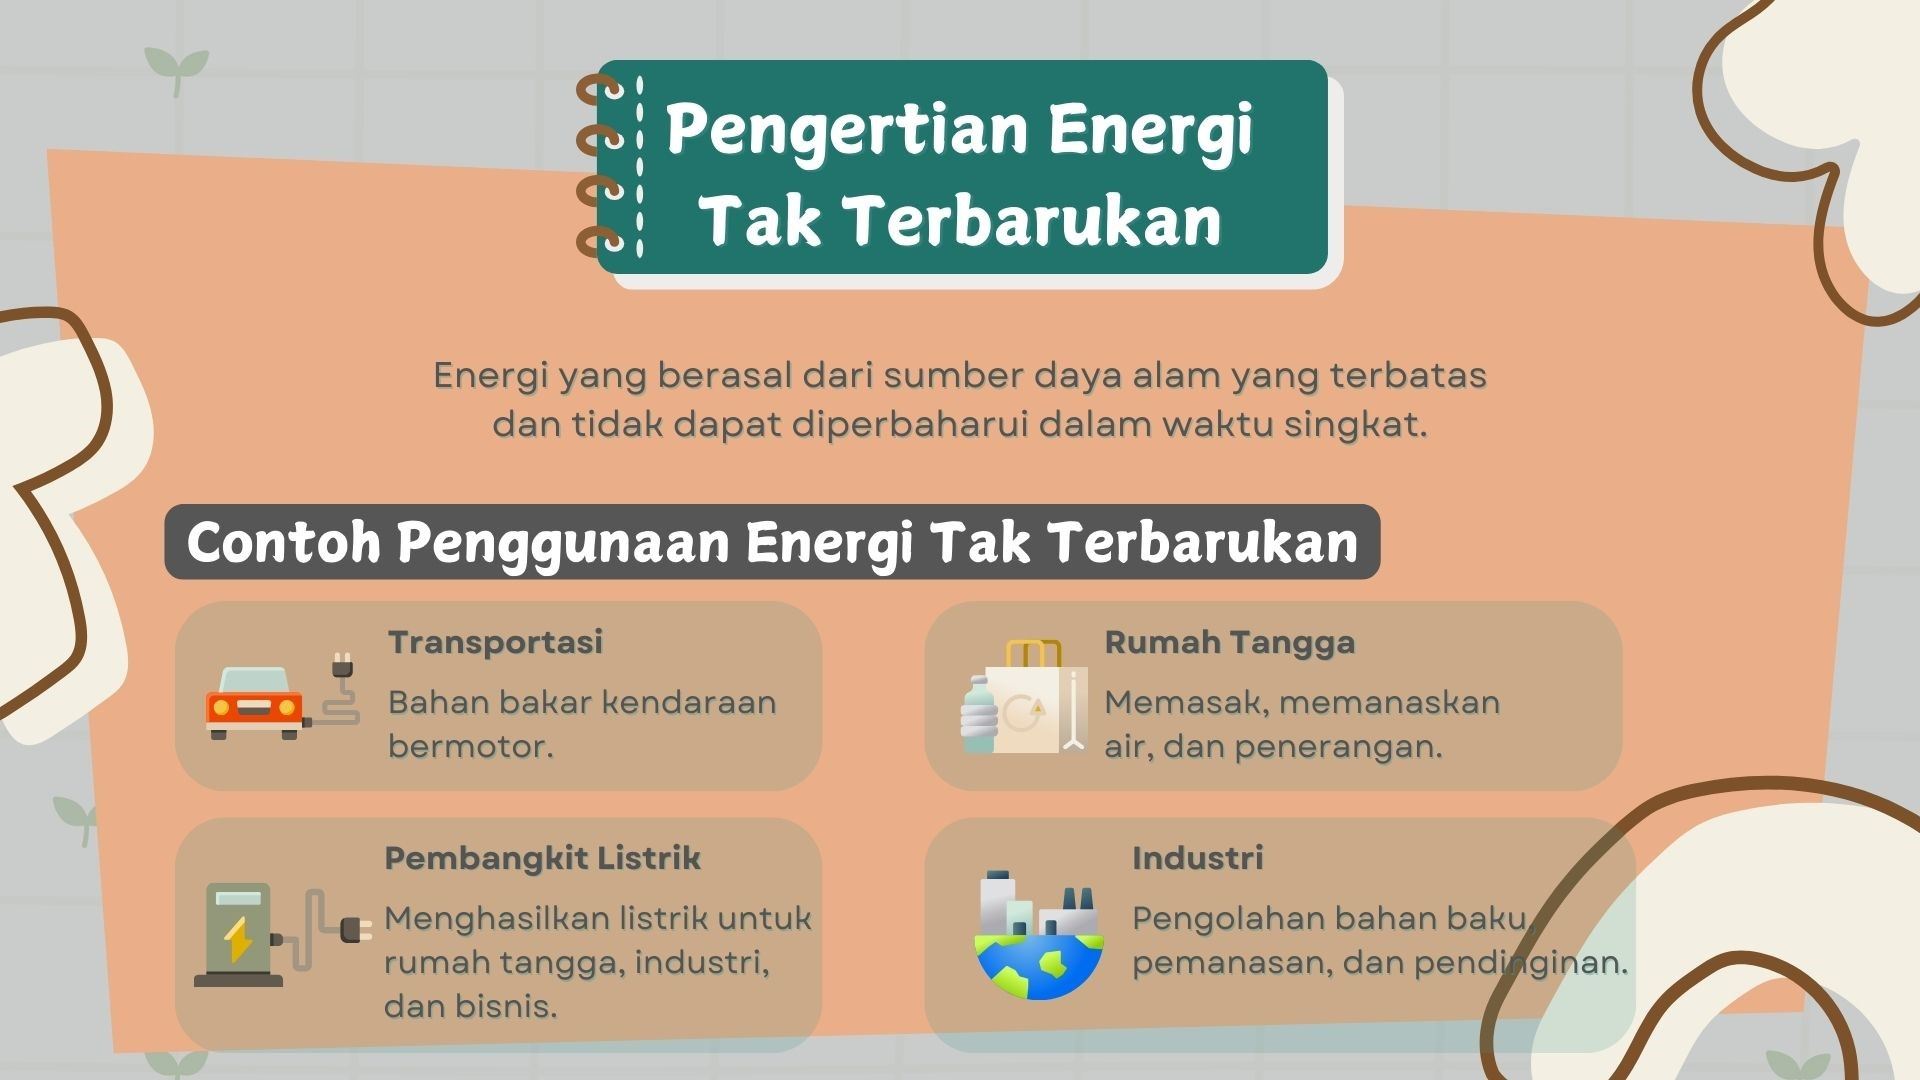 Pengertian Energi
Tak Terbarukan
Energi yang berasal dari sumber daya alam yang terbatas
dan tidak dapat diperbaharui dalam waktu singkat.
Contoh Penggunaan Energi Tak Terbarukan
Transportasi
Bahan bakar kendaraan
bermotor.
Rumah Tangga
Memasak, memanaskan
air, dan penerangan.
Pembangkit Listrik
Menghasilkan listrik untuk
rumah tangga, industri,
dan bisnis.
Industri
Pengolahan bahan baku,
pemanasan, dan pendinginan.